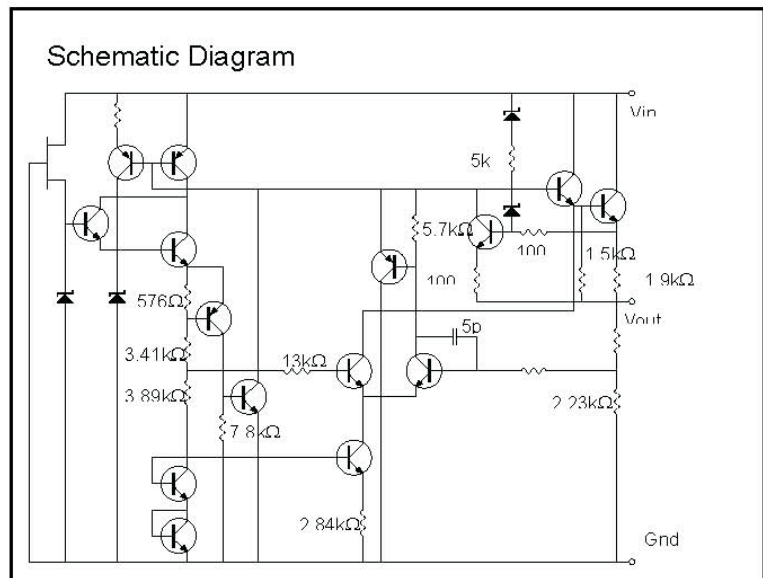 Schematic Diagram
Vin
5k
5.7kΩ
100
1.5kΩ
100
1.9kΩ
576Ω
Vout
5p
3.41kΩ
13kΩ
3.89kΩ
2.23kΩ
7.8kΩ
2.84kΩ
Gnd